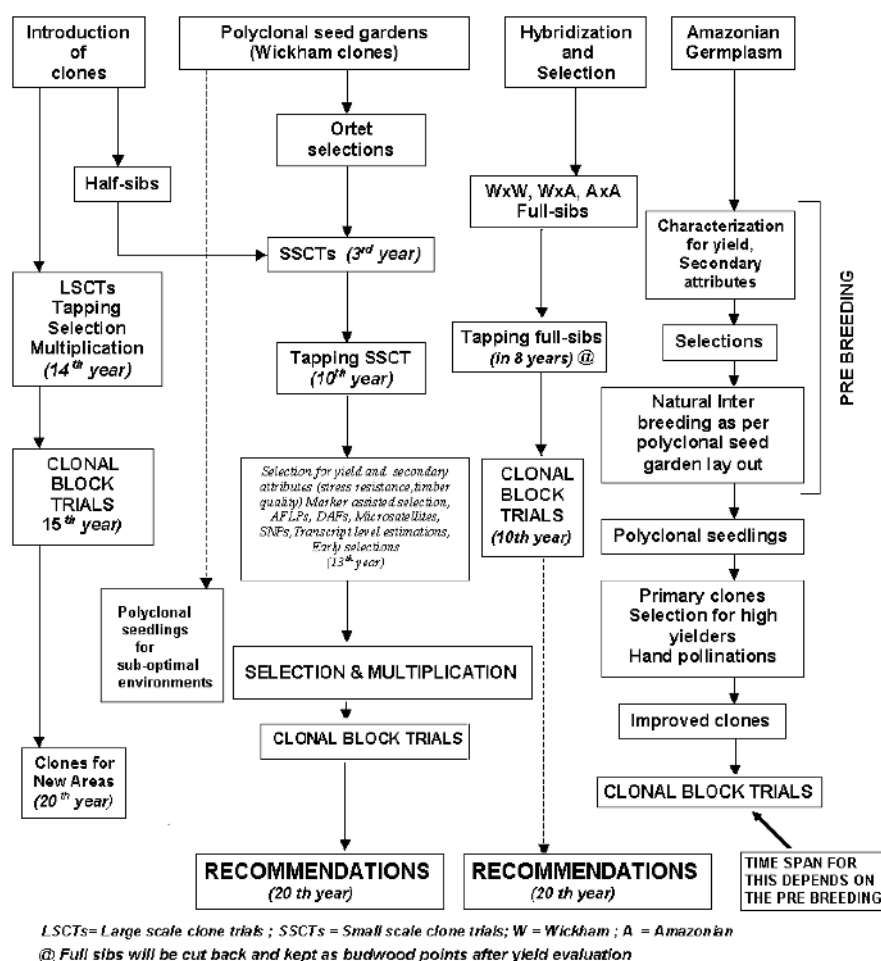 Introduction
of
clones
Polyclonal seed gardens
(Wickham clones)
Hybridization
and
Selection
Amazonian
Germplasm
Ortet
selections
Half-sibs
WxW, WxA, AxA
Full-sibs
Characterization
for yield,
Secondary
attributes
SSCTs (3rd year)
LSCTs
Tapping
Selection
Multiplication
(14th year)
Tapping SSCT
(10th year)
Tapping full-sibs
(in 8 years) @
Selections
PRE BREEDING
Natural Inter
breeding as per
polyclonal seed
garden lay out
CLONAL
BLOCK
TRIALS
15th year)
Selection for yield and secondary
attributes (stress resistance,timber
quality) Marker assisted selection,
AFLPs, DAFs, Microsatellites,
SNPs,Transcript level estimations,
Early selections
(13th year)
CLONAL
BLOCK
TRIALS
(10th year)
Polyclonal seedlings
Polyclonal
seedlings
for
sub-optimal
environments
Primary clones
Selection for high
yielders
Hand pollinations
SELECTION & MULTIPLICATION
Improved clones
CLONAL BLOCK TRIALS
Clones for
New Areas
(20th year)
CLONAL BLOCK TRIALS
RECOMMENDATIONS
(20 th year)
RECOMMENDATIONS
(20 th year)
TIME SPAN FOR
THIS DEPENDS ON
THE PRE BREEDING
LSCTs= Large scale clone trials ; SSCTs = Small scale clone trials; W = Wickham ; A = Amazonian
@ Full sibs will be cut back and kept as budwood points after yield evaluation